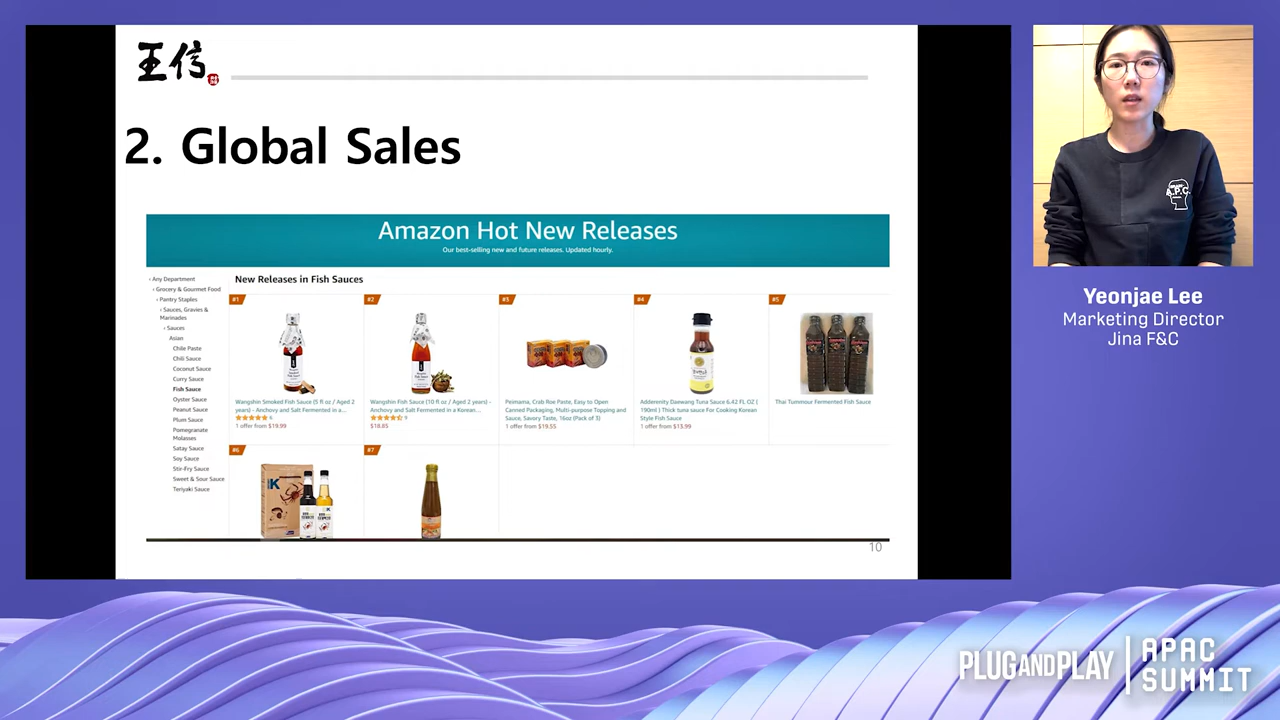 王信
2. Global Sales
Amazon Hot New Releases
Our best-selling new and future releases. Updated hourly.
‹ Any Department
‹ Grocery & Gourmet Food
‹ Pantry Staples
‹ Sauces, Gravies &
Marinades
‹ Sauces
Asian
Chile Paste
Chili Sauce
Coconut Sauce
Curry Sauce
Fish Sauce
Oyster Sauce
Peanut Sauce
Plum Sauce
Pomegranate
Molasses
Satay Sauce
Soy Sauce
Stir-Fry Sauce
Sweet & Sour Sauce
Teriyaki Sauce
New Releases in Fish Sauces
#1
Wangshin Smoked Fish Sauce (5 fl oz / Aged 2
years) - Anchovy and Salt Fermented in a...
6
1 offer from $19.99
#2
Wangshin Fish Sauce (10 fl oz / Aged 2 years) -
Anchovy and Salt Fermented in a Korean...
$18.85
#3
Peimama, Crab Roe Paste, Easy to Open
Canned Packaging, Multi-purpose Topping and
Sauce, Savory Taste, 16oz (Pack of 3)
1 offer from $19.55
#4
Adderenity Daewang Tuna Sauce 6.42 FL OZ (
190ml ) Thick tuna sauce For Cooking Korean
Style Fish Sauce
1 offer from $13.99
#5
Thai Tummour Fermented Fish Sauce
#6
K
#7
10
A.P.C.
Yeonjae Lee
Marketing Director
Jina F&C
PLUG AND PLAY
APAC
SUMMIT